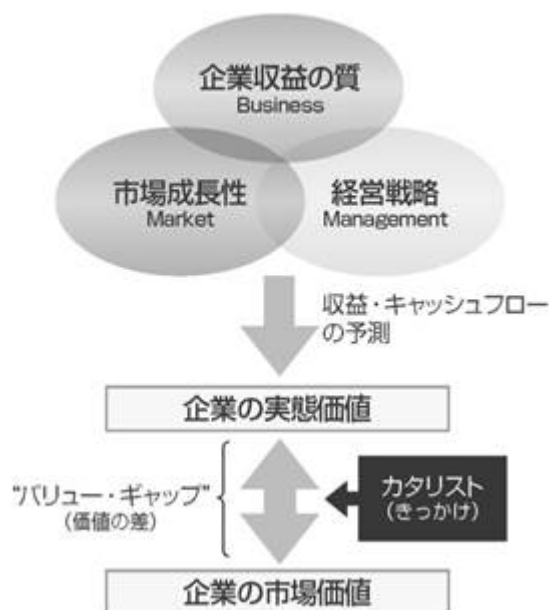 企業収益の質
Business
市場成長性
Market
経営戦略
Management
収益・キャッシュフロー
の予測
企業の実態価値
“バリュー・ギャップ”
(価値の差)
カタリスト
(きっかけ)
企業の市場価値